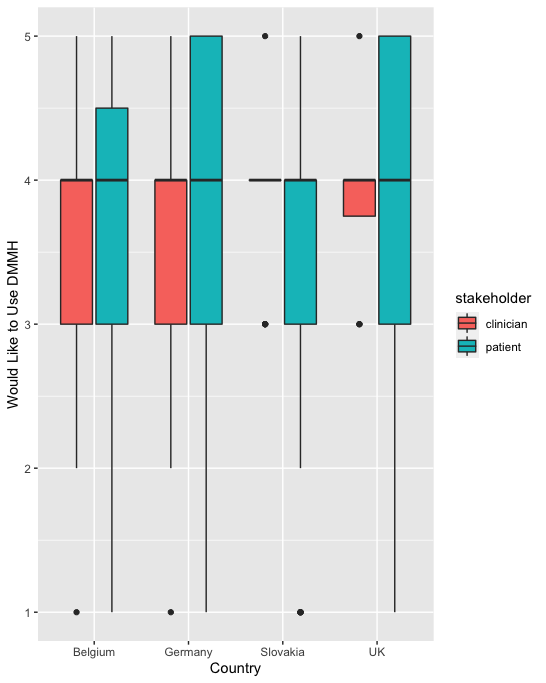 Would Like to Use DMMH
5
4
3
2
1
Belgium
Germany
Slovakia
UK
Country
stakeholder
clinician
patient